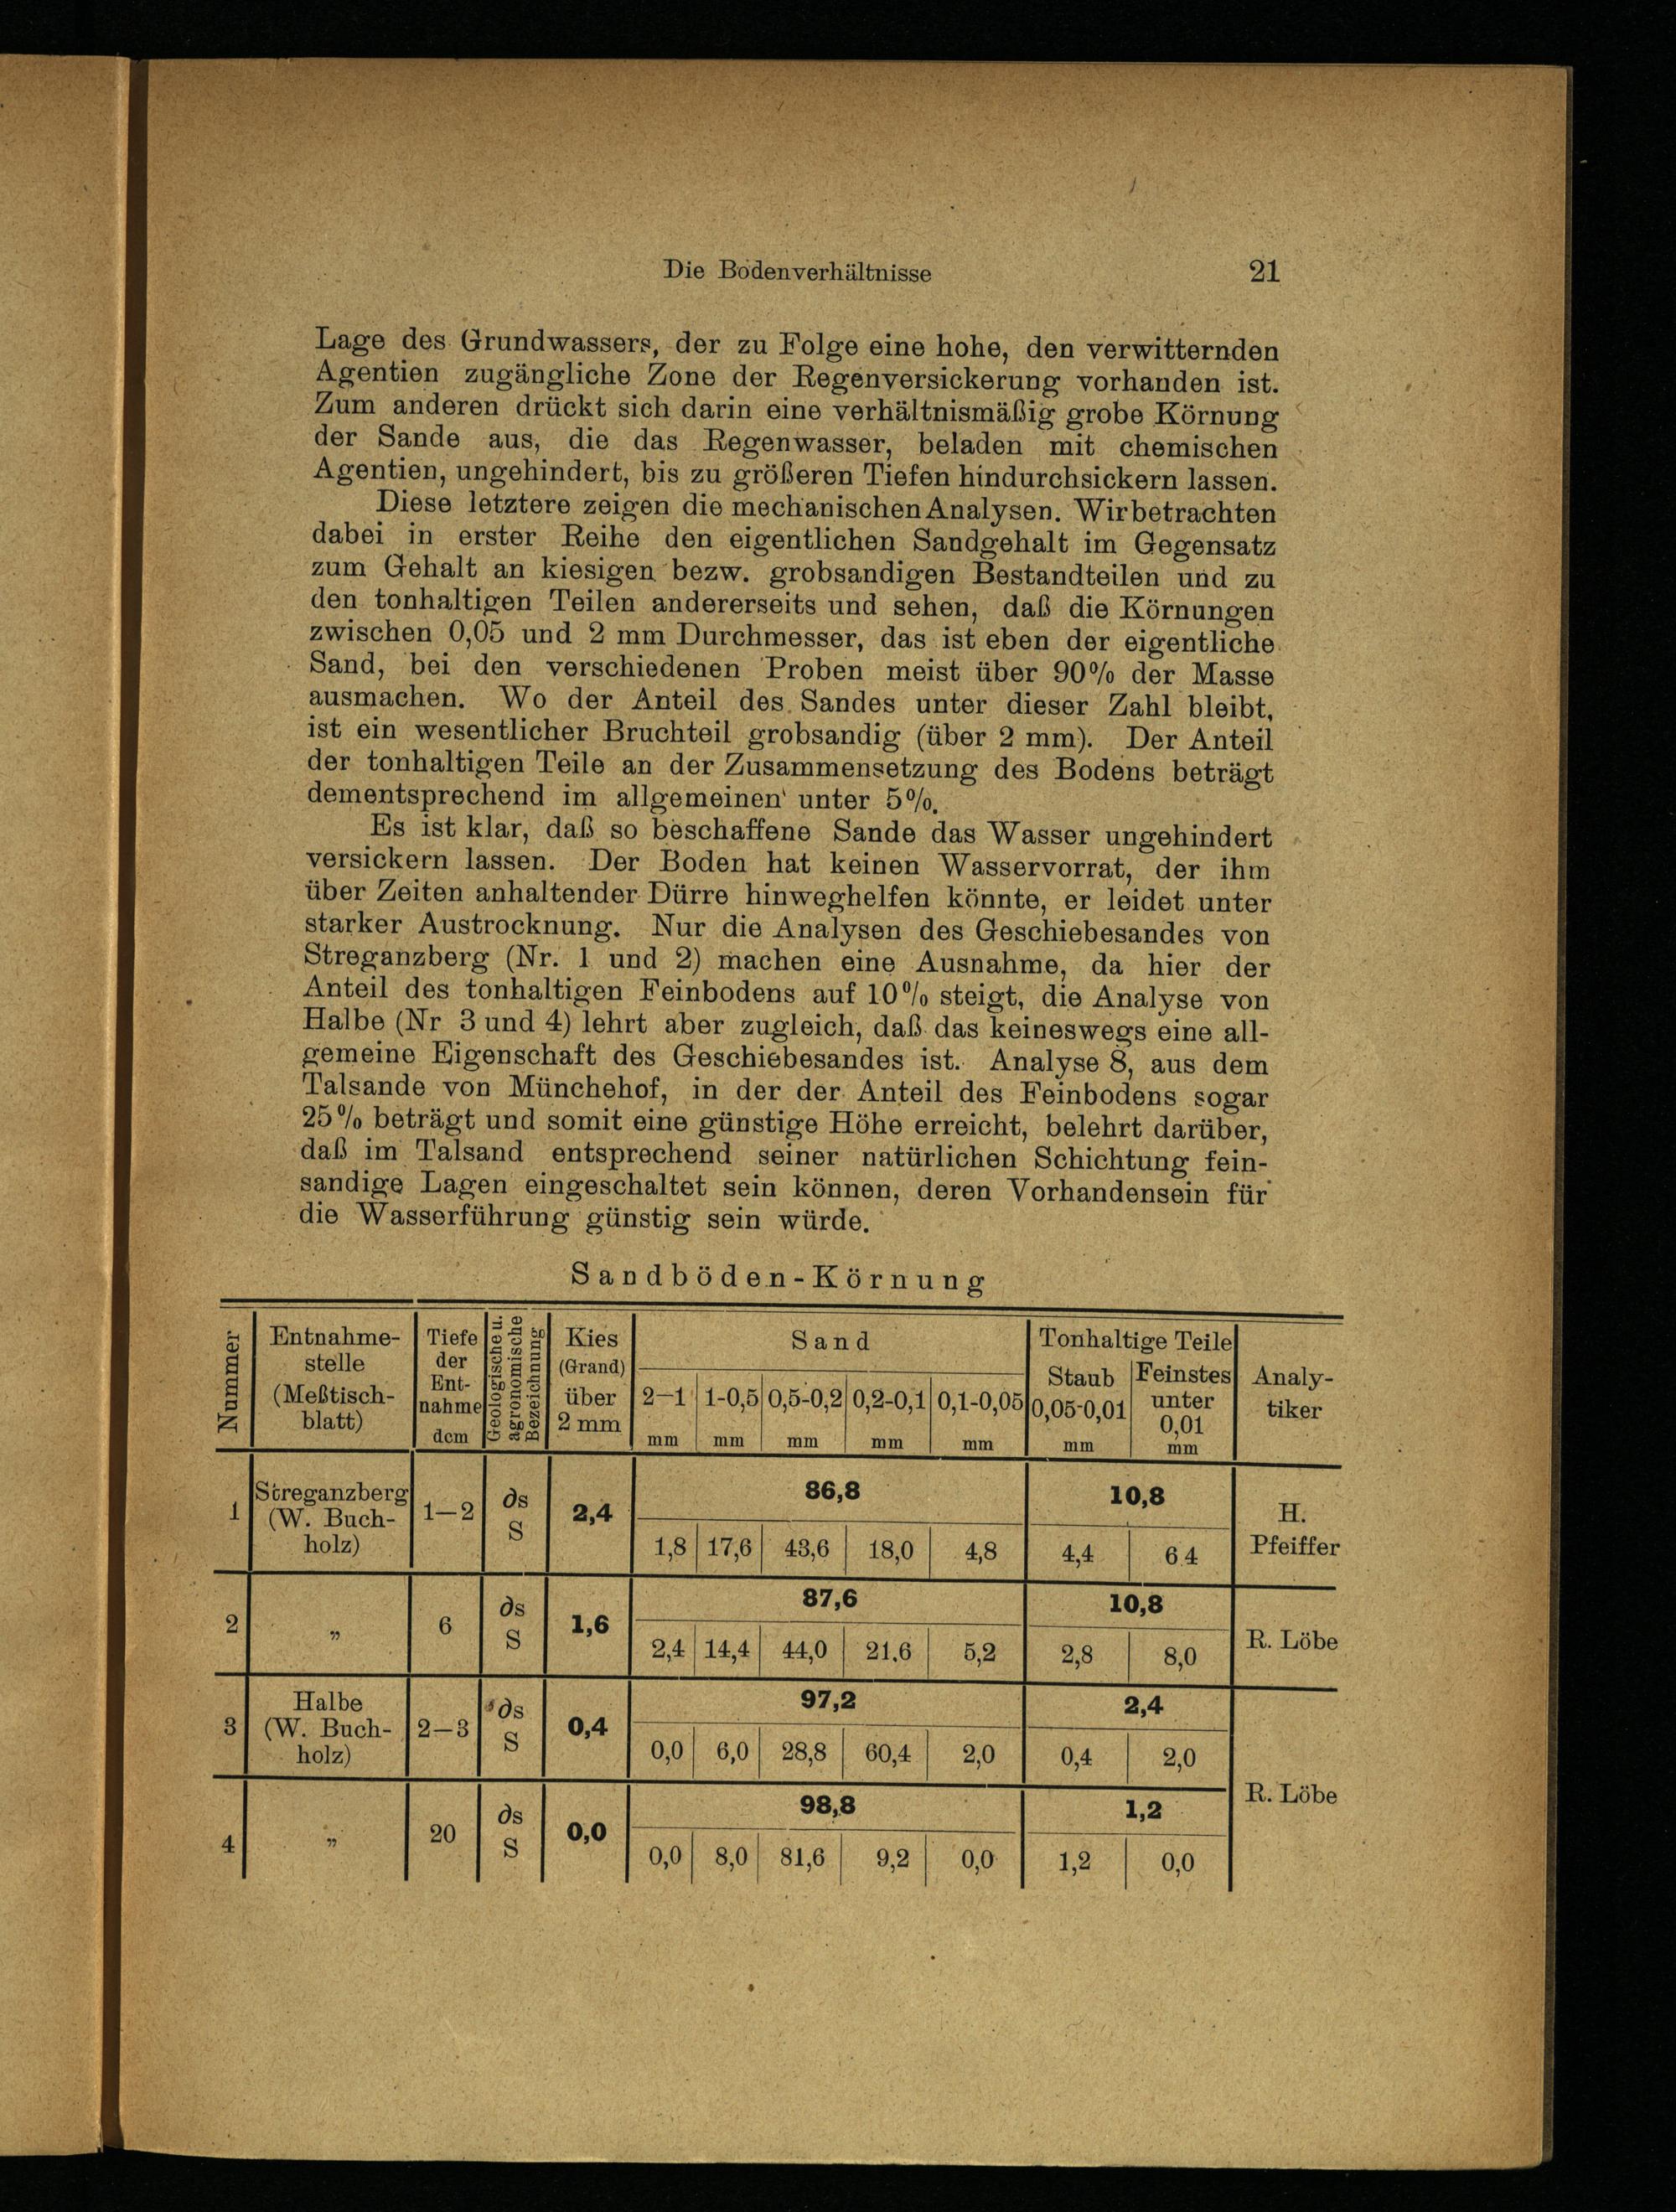 Die Bodenverhältnisse 21
Lage des Grundwassers, der zu Folge eine hohe, den verwitternden
Agentien zugängliche Zone der Regenversickerung vorhanden ist.
Zum anderen drückt sich darin eine verhältnismäßig grobe Körnung
der Sande aus, die das Regenwasser, beladen mit chemischen
Agentien, ungehindert, bis zu größeren Tiefen hindurchsickern lassen.
Diese letztere zeigen die mechanischen Analysen. Wir betrachten
dabei in erster Reihe den eigentlichen Sandgehalt im Gegensatz
zum Gehalt an kiesigen bezw. grobsandigen Bestandteilen und zu
den tonhaltigen Teilen andererseits und sehen, daß die Körnungen
zwischen 0,05 und 2 mm Durchmesser, das ist eben der eigentliche
Sand, bei den verschiedenen Proben meist über 90% der Masse
ausmachen. Wo der Anteil des Sandes unter dieser Zahl bleibt,
ist ein wesentlicher Bruchteil grobsandig (über 2 mm). Der Anteil
der tonhaltigen Teile an der Zusammensetzung des Bodens beträgt
dementsprechend im allgemeinen' unter 5%.
Es ist klar, daß so beschaffene Sande das Wasser ungehindert
versickern lassen. Der Boden hat keinen Wasservorrat, der ihm
über Zeiten anhaltender Dürre hinweghelfen könnte, er leidet unter
starker Austrocknung. Nur die Analysen des Geschiebesandes von
Streganzberg (Nr. 1 und 2) machen eine Ausnahme, da hier der
Anteil des tonhaltigen Feinbodens auf 10% steigt, die Analyse von
Halbe (Nr 3 und 4) lehrt aber zugleich, daß das keineswegs eine all-
gemeine Eigenschaft des Geschiebesandes ist. Analyse 8, aus dem
Talsande von Münchehof, in der der Anteil des Feinbodens sogar
25% beträgt und somit eine günstige Höhe erreicht, belehrt darüber,
daß im Talsand entsprechend seiner natürlichen Schichtung fein-
sandige Lagen eingeschaltet sein können, deren Vorhandensein für
die Wasserführung günstig sein würde.
Sandböden-Körnung
Nummer
Entnahme-
stelle
(Meßtisch-
blatt)
Tiefe
der
Ent-
nahme
dcm
Geologische u.
agronomische
Bezeichnung
Kies
(Grand)
über
2 mm
Sand
2—1 1-0,5 0,5-0,2 0,2-0,1 0,1-0,05
mm mm mm mm mm
Tonhaltige Teile
Staub
0,05-0,01
mm
Feinstes
unter
0,01
mm
Analy-
tiker
1
Streganzberg
(W. Buch-
holz)
1—2
∂s
S
2,4
86,8
1,8 17,6 43,6 18,0 4,8
10,8
4,4 6 4
H.
Pfeiffer
2
„
6
∂s
S
1,6
87,6
2,4 14,4 44,0 21,6 5,2
10,8
2,8 8,0
R. Löbe
3
Halbe
(W. Buch-
holz)
2—3
∂s
S
0,4
97,2
0,0 6,0 28,8 60,4 2,0
2,4
0,4 2,0
R. Löbe
4
„
20
∂s
S
0,0
98,8
0,0 8,0 81,6 9,2 0,0
1,2
1,2 0,0